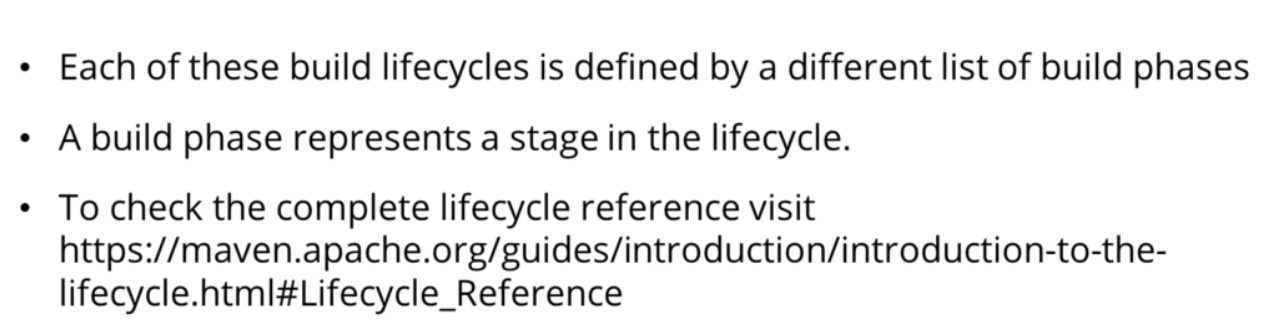 • Each of these build lifecycles is defined by a different list of build phases
• A build phase represents a stage in the lifecycle.
• To check the complete lifecycle reference visit
https://maven.apache.org/guides/introduction/introduction-to-the-
lifecycle.html#Lifecycle_Reference